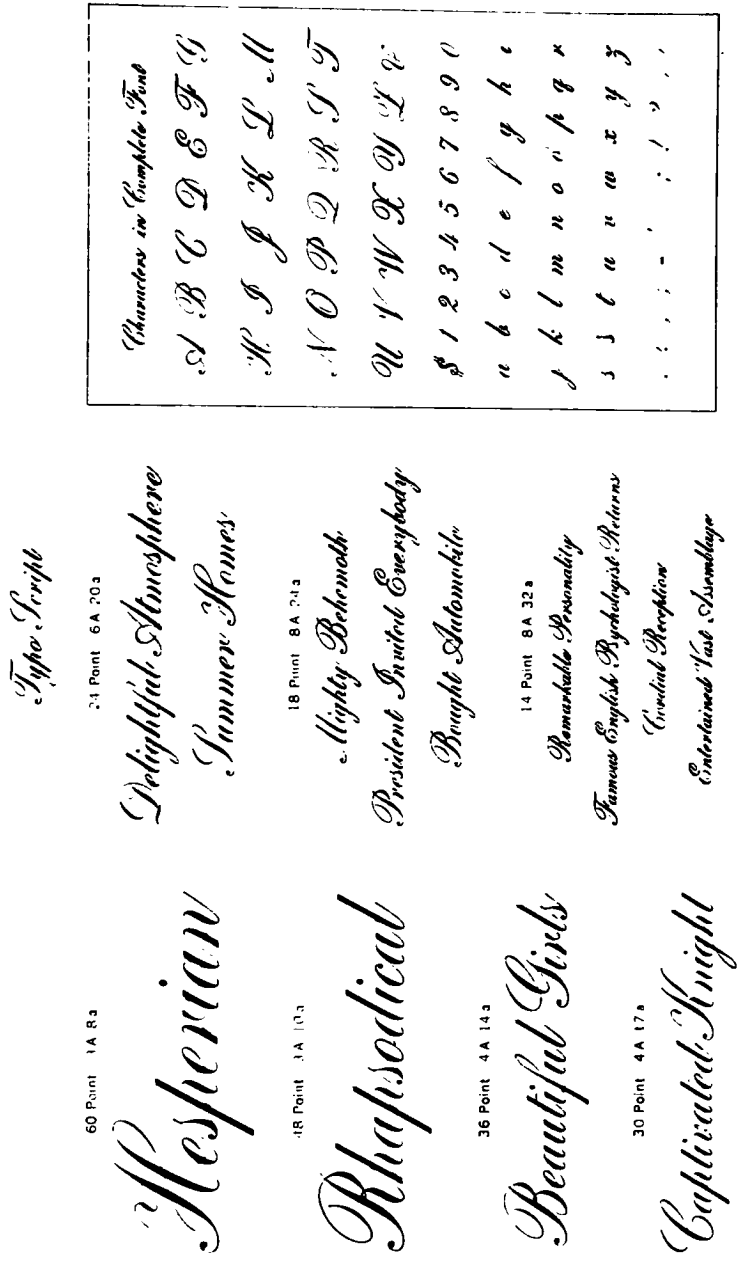 Typo Script
60 Point 3A 8a
Hesperian
48 Point 3A 10a
Rhapsodical
36 Point 4A 14a
Beautiful Girls
30 Point 4A 17a
Captivated Knight
24 Point 6A 20a
Delightful Atmosphere
Summer Homes
18 Point 8A 24a
Mighty Behemoth
President Invited Everybody
Bought Automobile
14 Point 8A 32a
Remarkable Personality
Famous English Psychologist Returns
Cordial Reception
Entertained Vast Assemblage
Characters in Complete Font
A B C D E F G
H I J K L M
N O P Q R S T
U V W X Y Z &
$ 1 2 3 4 5 6 7 8 9 0
a b c d e f g h i
j k l m n o p q r
s s t u v w x y z